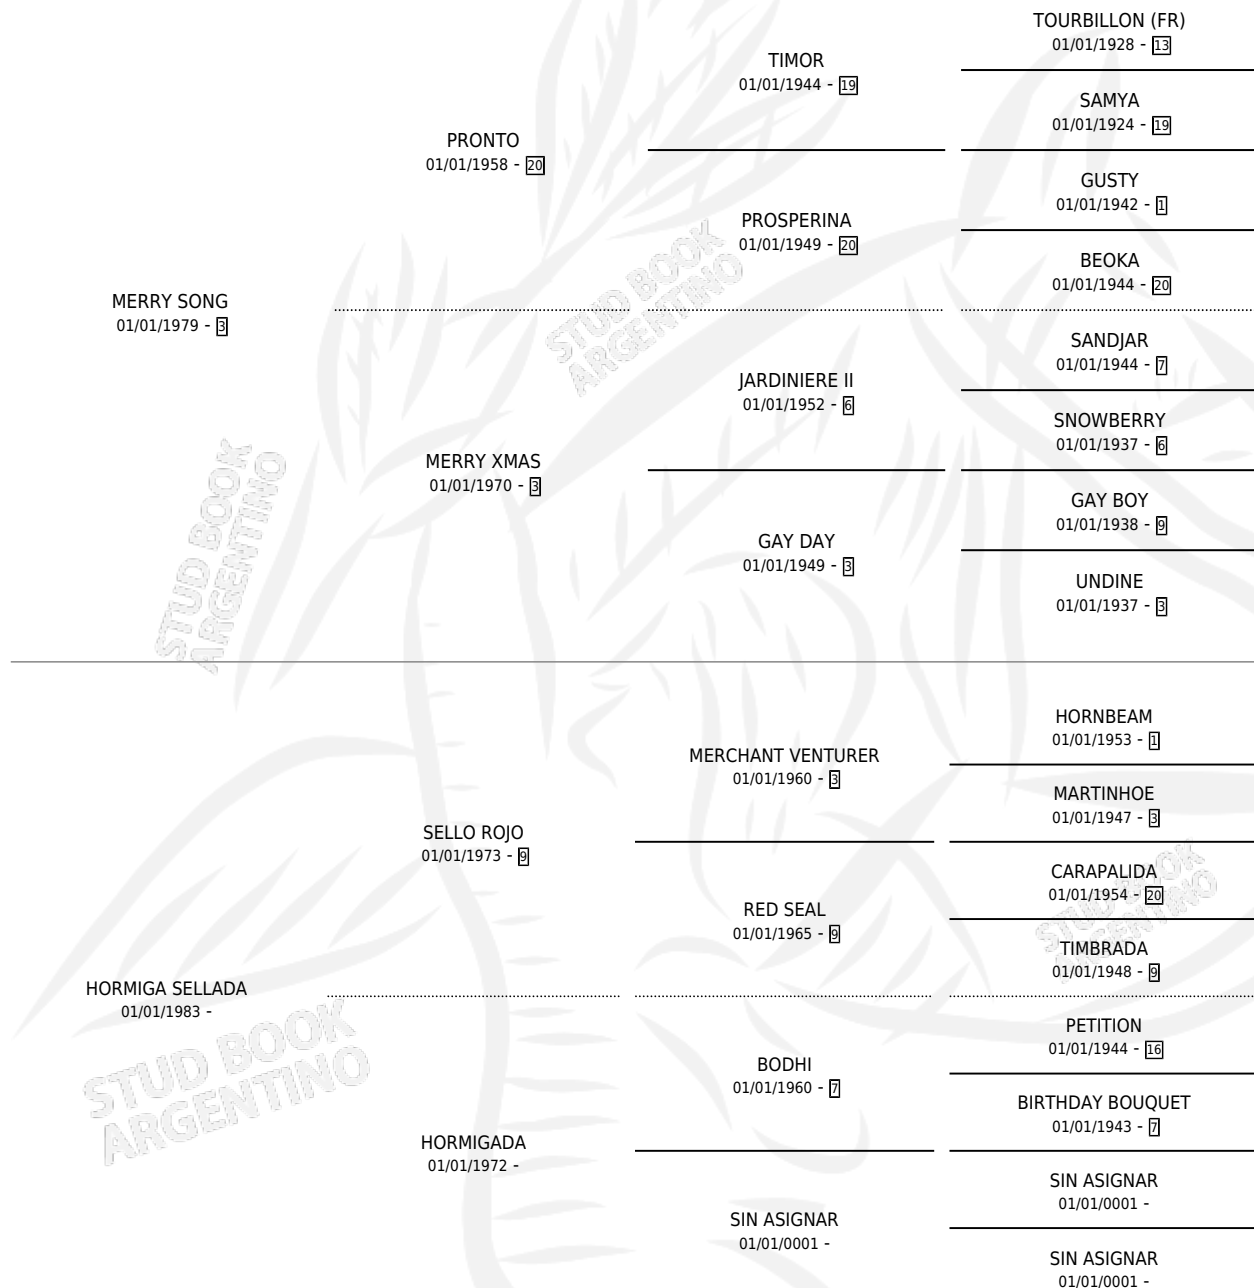 TOURBILLON (FR)
01/01/1928 - 13
TIMOR
01/01/1944 - 19
SAMYA
01/01/1924 - 19
PRONTO
01/01/1958 - 20
GUSTY
01/01/1942 - 1
PROSPERINA
01/01/1949 - 20
BEOKA
01/01/1944 - 20
MERRY SONG
01/01/1979 - 3
SANDJAR
01/01/1944 - 7
JARDINIERE II
01/01/1952 - 6
SNOWBERRY
01/01/1937 - 6
MERRY XMAS
01/01/1970 - 3
GAY BOY
01/01/1938 - 9
GAY DAY
01/01/1949 - 3
UNDINE
01/01/1937 - 3
HORNBEAM
01/01/1953 - 1
MERCHANT VENTURER
01/01/1960 - 3
MARTINHOE
01/01/1947 - 3
SELLO ROJO
01/01/1973 - 9
CARAPALIDA
01/01/1954 - 20
RED SEAL
01/01/1965 - 9
TIMBRADA
01/01/1948 - 9
HORMIGA SELLADA
01/01/1983 -
PETITION
01/01/1944 - 16
BODHI
01/01/1960 - 7
BIRTHDAY BOUQUET
01/01/1943 - 7
HORMIGADA
01/01/1972 -
SIN ASIGNAR
01/01/0001 -
SIN ASIGNAR
01/01/0001 -
SIN ASIGNAR
01/01/0001 -
STUD BOOK
ARGENTINO
STUD BOOK
ARGENTINO
STUD BOOK
ARGENTINO
STUD BOOK
ARGENTINO